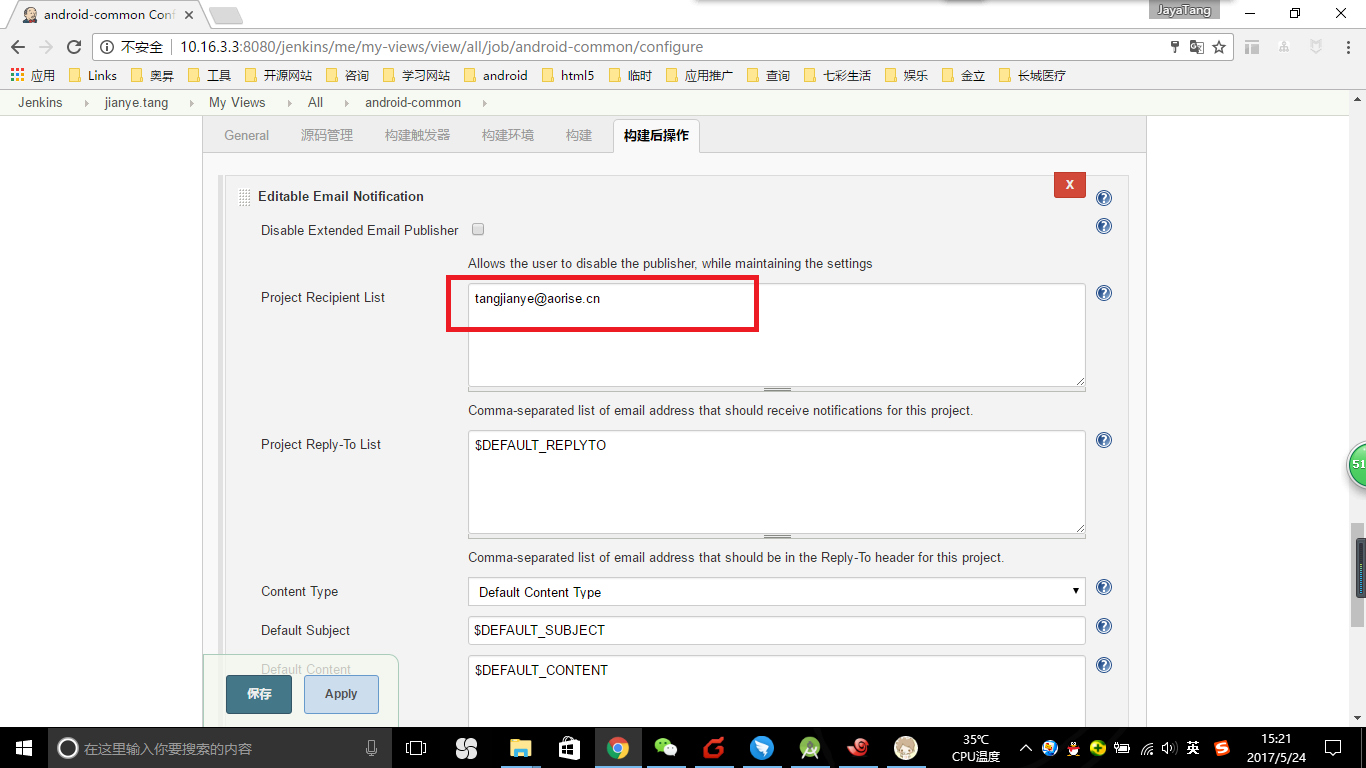 android-common Conf
JayaTang
不安全 10.16.3.3:8080/jenkins/me/my-views/view/all/job/android-common/configure
应用 Links 奥昇 工具 开源网站 咨询 学习网站 android html5 临时 应用推广 查询 七彩生活 娱乐 金立 长城医疗
Jenkins jianye.tang My Views All android-common
General 源码管理 构建触发器 构建环境 构建 构建后操作
Editable Email Notification X
Disable Extended Email Publisher
Allows the user to disable the publisher, while maintaining the settings
Project Recipient List tangjianye@aorise.cn
Comma-separated list of email address that should receive notifications for this project.
Project Reply-To List $DEFAULT_REPLYTO
Comma-separated list of email address that should be in the Reply-To header for this project.
Content Type Default Content Type
Default Subject $DEFAULT_SUBJECT
Default Content $DEFAULT_CONTENT
保存 Apply
51
在这里输入你要搜索的内容
35℃
CPU温度
英
15:21
2017/5/24